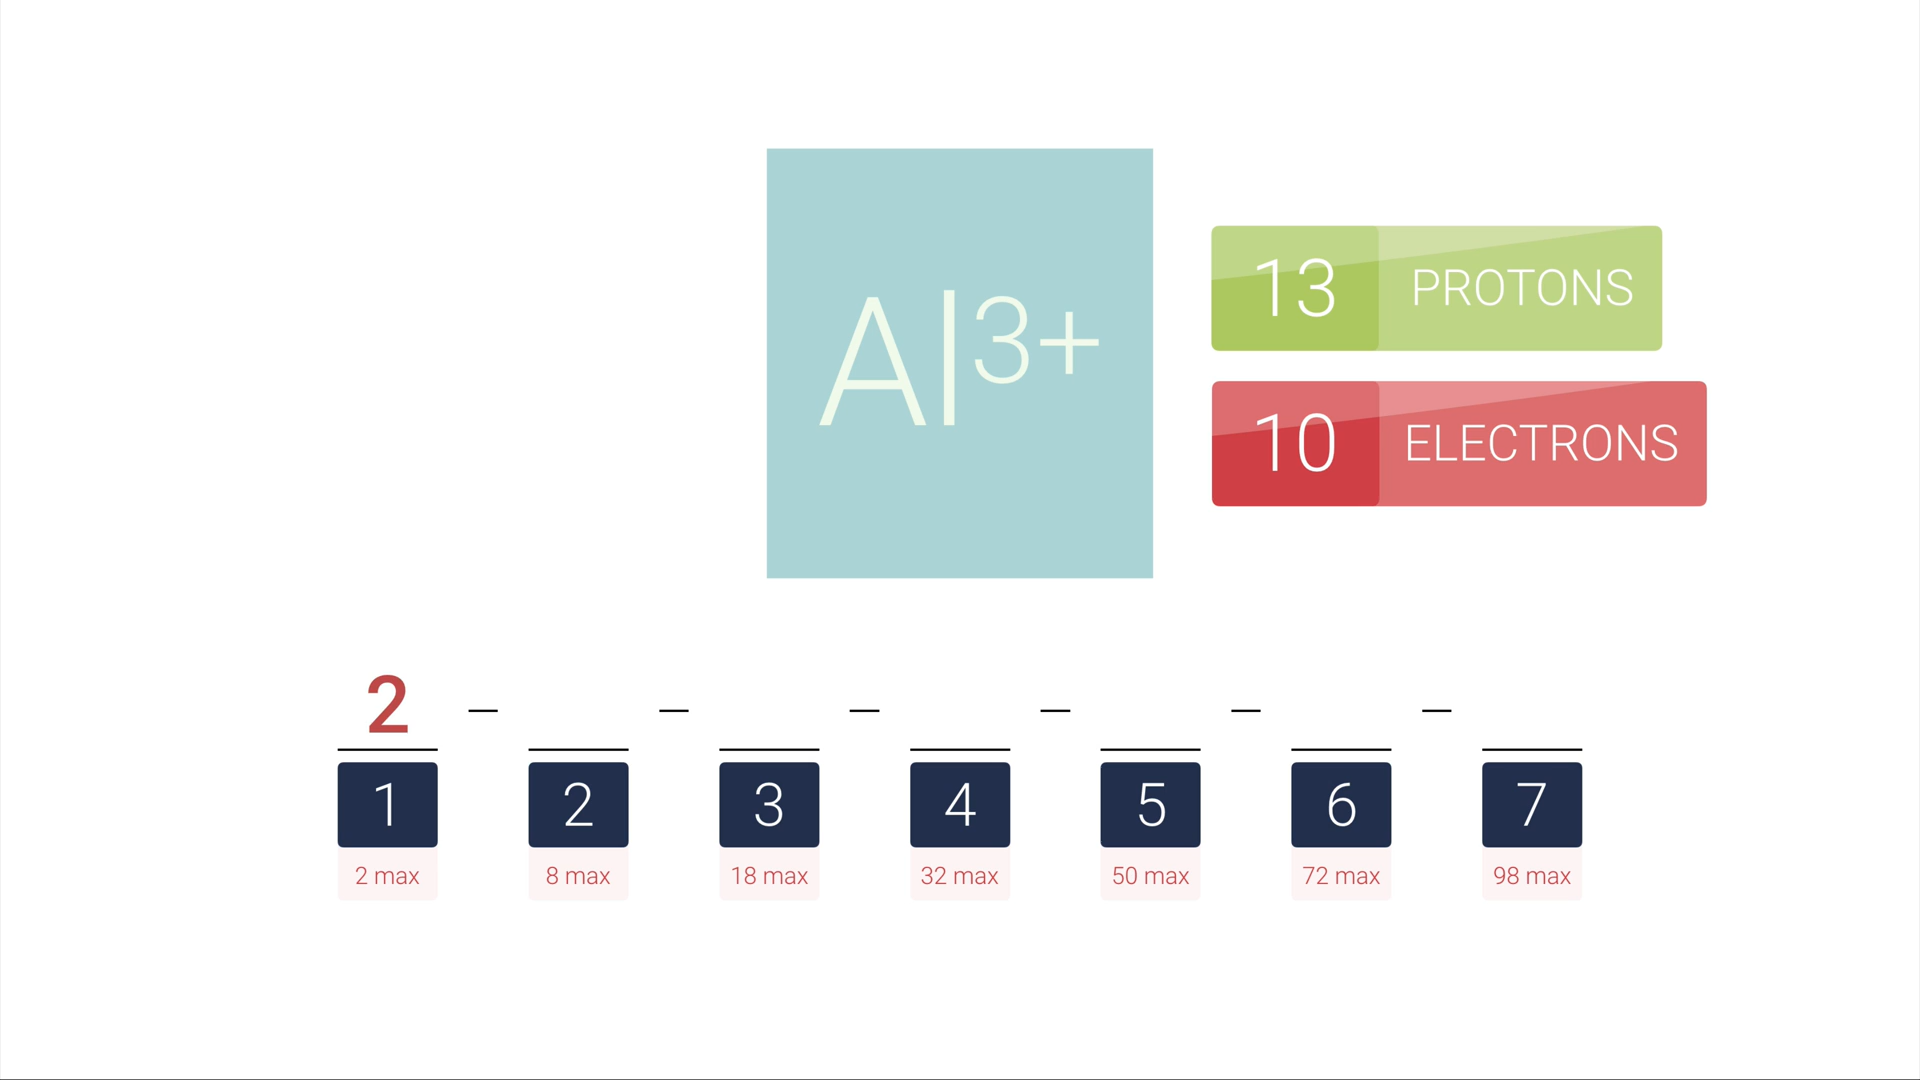 Al3+
13 PROTONS
10 ELECTRONS
2 – – – – – –
1 2 3 4 5 6 7
2 max 8 max 18 max 32 max 50 max 72 max 98 max